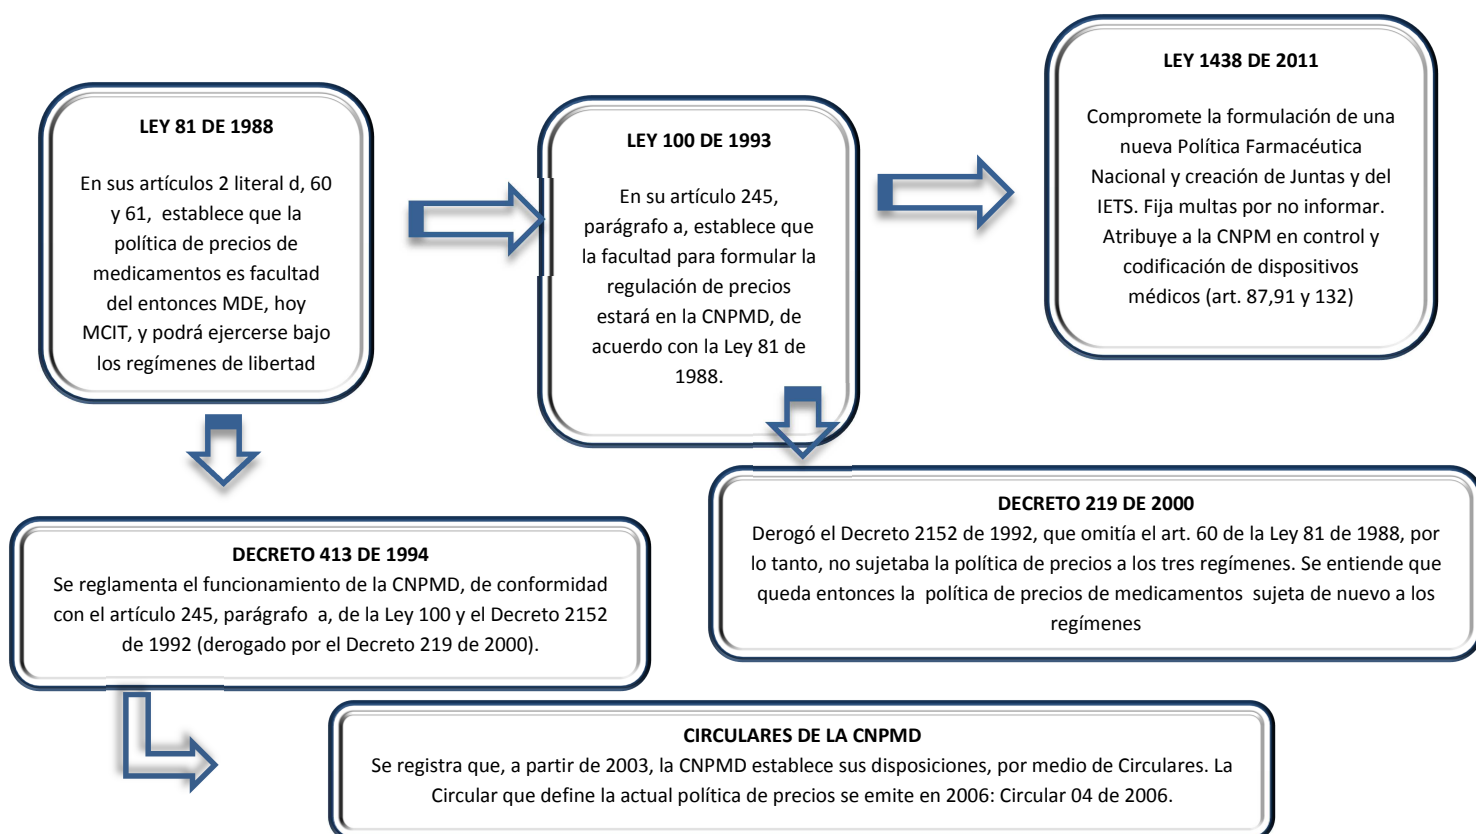 LEY 81 DE 1988
En sus artículos 2 literal d, 60
y 61, establece que la
política de precios de
medicamentos es facultad
del entonces MDE, hoy
MCIT, y podrá ejercerse bajo
los regímenes de libertad
LEY 100 DE 1993
En su artículo 245,
parágrafo a, establece que
la facultad para formular la
regulación de precios
estará en la CNPMD, de
acuerdo con la Ley 81 de
1988.
LEY 1438 DE 2011
Compromete la formulación de una
nueva Política Farmacéutica
Nacional y creación de Juntas y del
IETS. Fija multas por no informar.
Atribuye a la CNPM en control y
codificación de dispositivos
médicos (art. 87,91 y 132)
DECRETO 413 DE 1994
Se reglamenta el funcionamiento de la CNPMD, de conformidad
con el artículo 245, parágrafo a, de la Ley 100 y el Decreto 2152
de 1992 (derogado por el Decreto 219 de 2000).
DECRETO 219 DE 2000
Derogó el Decreto 2152 de 1992, que omitía el art. 60 de la Ley 81 de 1988, por
lo tanto, no sujetaba la política de precios a los tres regímenes. Se entiende que
queda entonces la política de precios de medicamentos sujeta de nuevo a los
regímenes
CIRCULARES DE LA CNPMD
Se registra que, a partir de 2003, la CNPMD establece sus disposiciones, por medio de Circulares. La
Circular que define la actual política de precios se emite en 2006: Circular 04 de 2006.